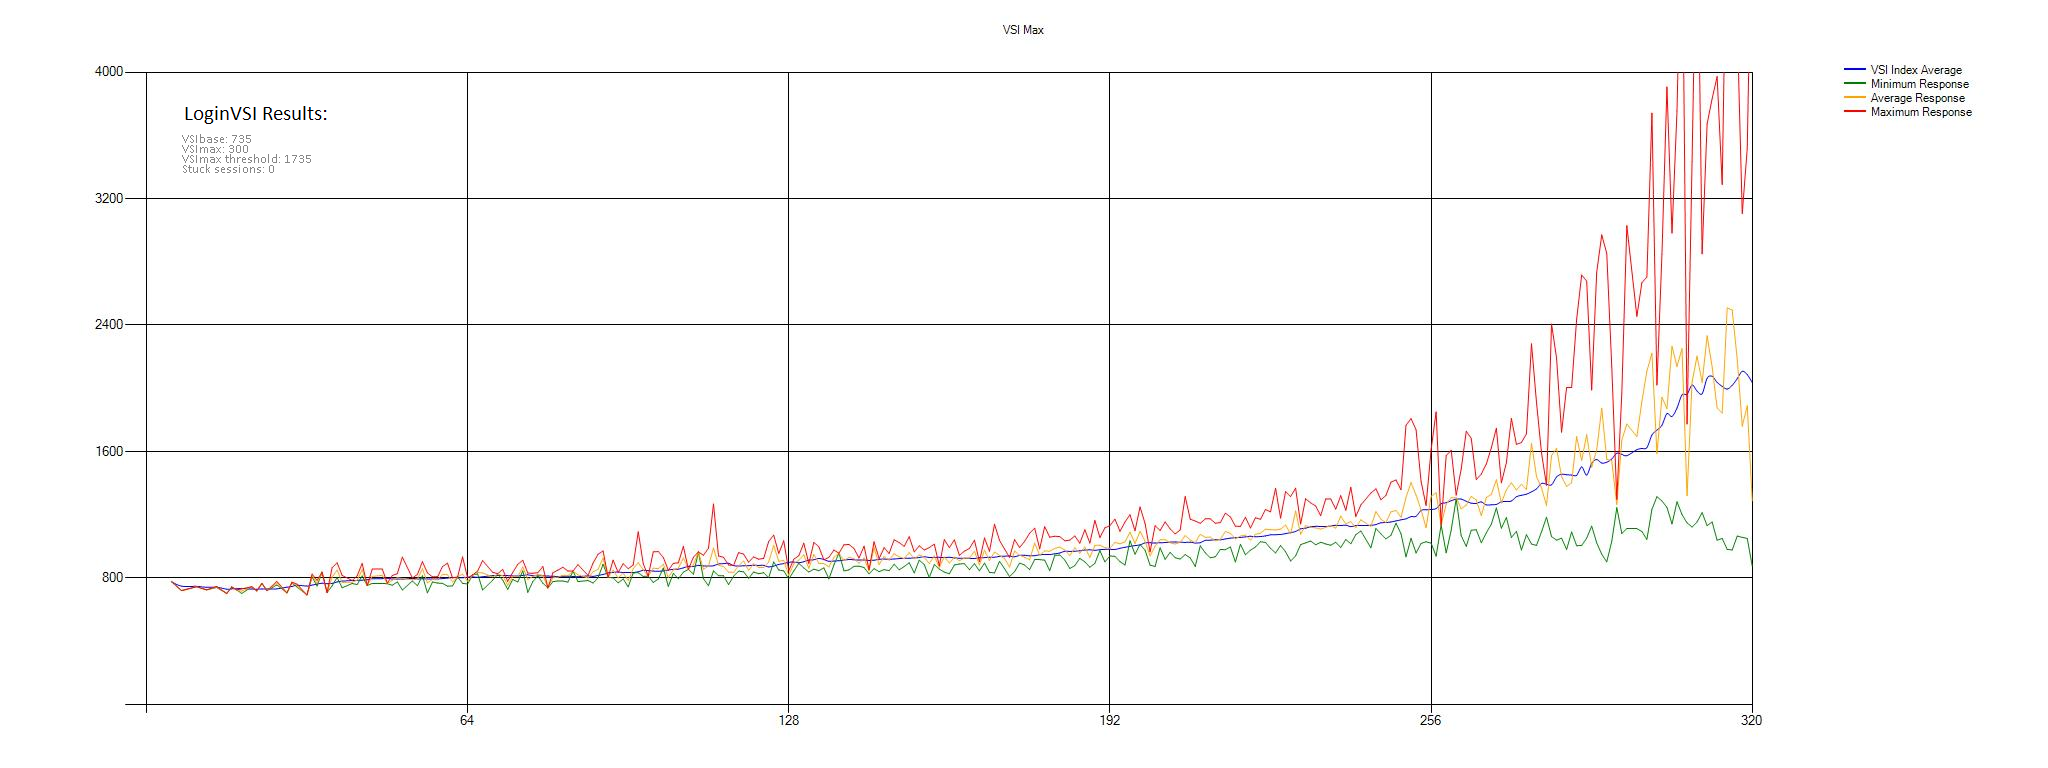 VSI Max
4000
3200
2400
1600
800
64
128
192
256
320
LoginVSI Results:
VSIbase: 735
VSImax: 300
VSImax threshold: 1735
Stuck sessions: 0
VSI Index Average
Minimum Response
Average Response
Maximum Response